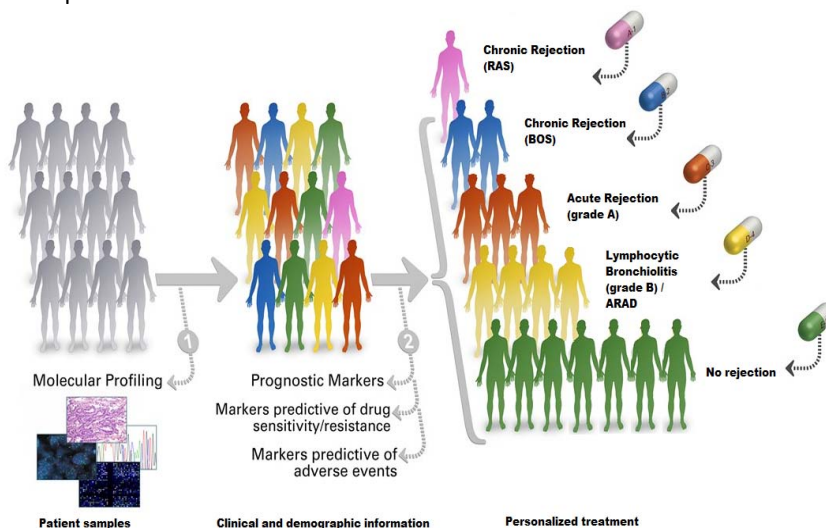 Chronic Rejection
(RAS)
Chronic Rejection
(BOS)
Acute Rejection
(grade A)
Lymphocytic
Bronchiolitis
(grade B) /
ARAD
No rejection
1
2
Molecular Profiling
Prognostic Markers
Markers predictive of drug
sensitivity/resistance
Markers predictive of
adverse events
Patient samples
Clinical and demographic information
Personalized treatment